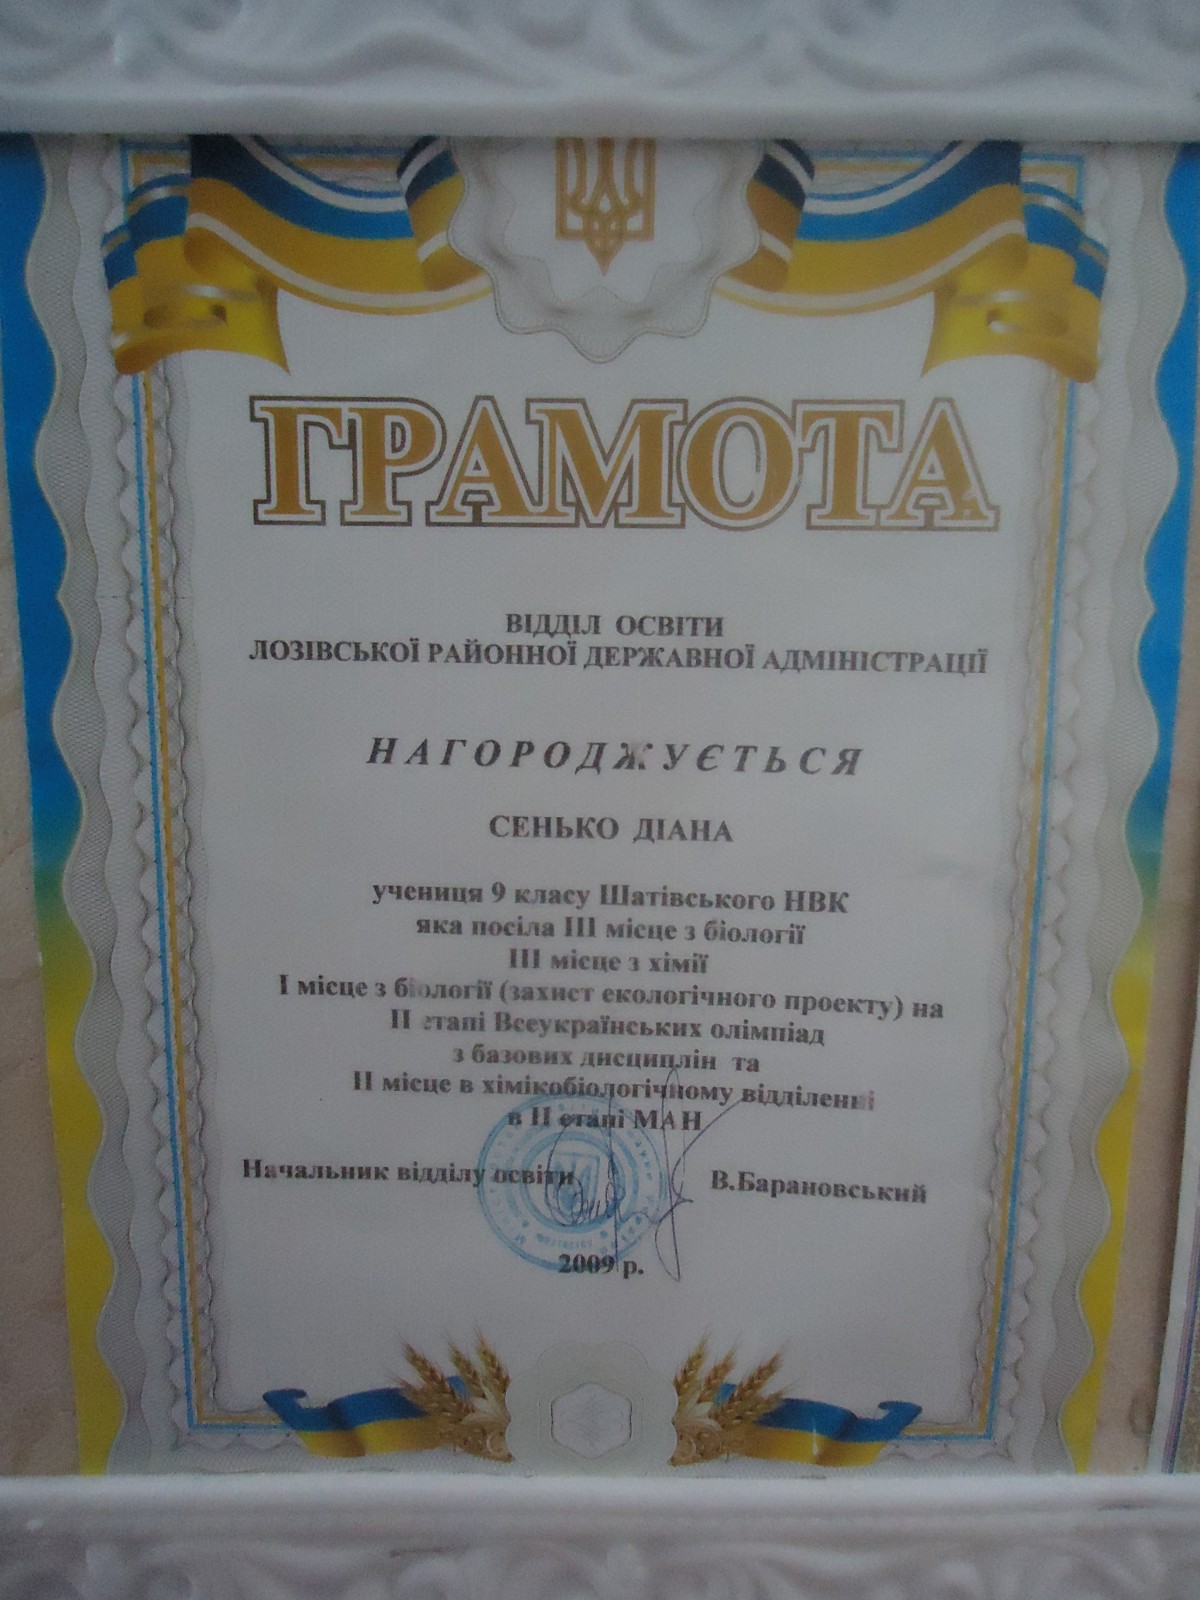 ГРАМОТА
ВІДДІЛ ОСВІТИ
ЛОЗІВСЬКОЇ РАЙОННОЇ ДЕРЖАВНОЇ АДМІНІСТРАЦІЇ
НАГОРОДЖУЄТЬСЯ
СЕНЬКО ДІАНА
учениця 9 класу Шатівського НВК
яка посіла ІІІ місце з біології
ІІІ місце з хімії
І місце з біології (захист екологічного проекту) на
ІІ етапі Всеукраїнських олімпіад
з базових дисциплін та
ІІ місце в хімікобіологічному відділенні
в ІІ етапі МАН
Начальник відділу освіти В.Барановський
2009 р.